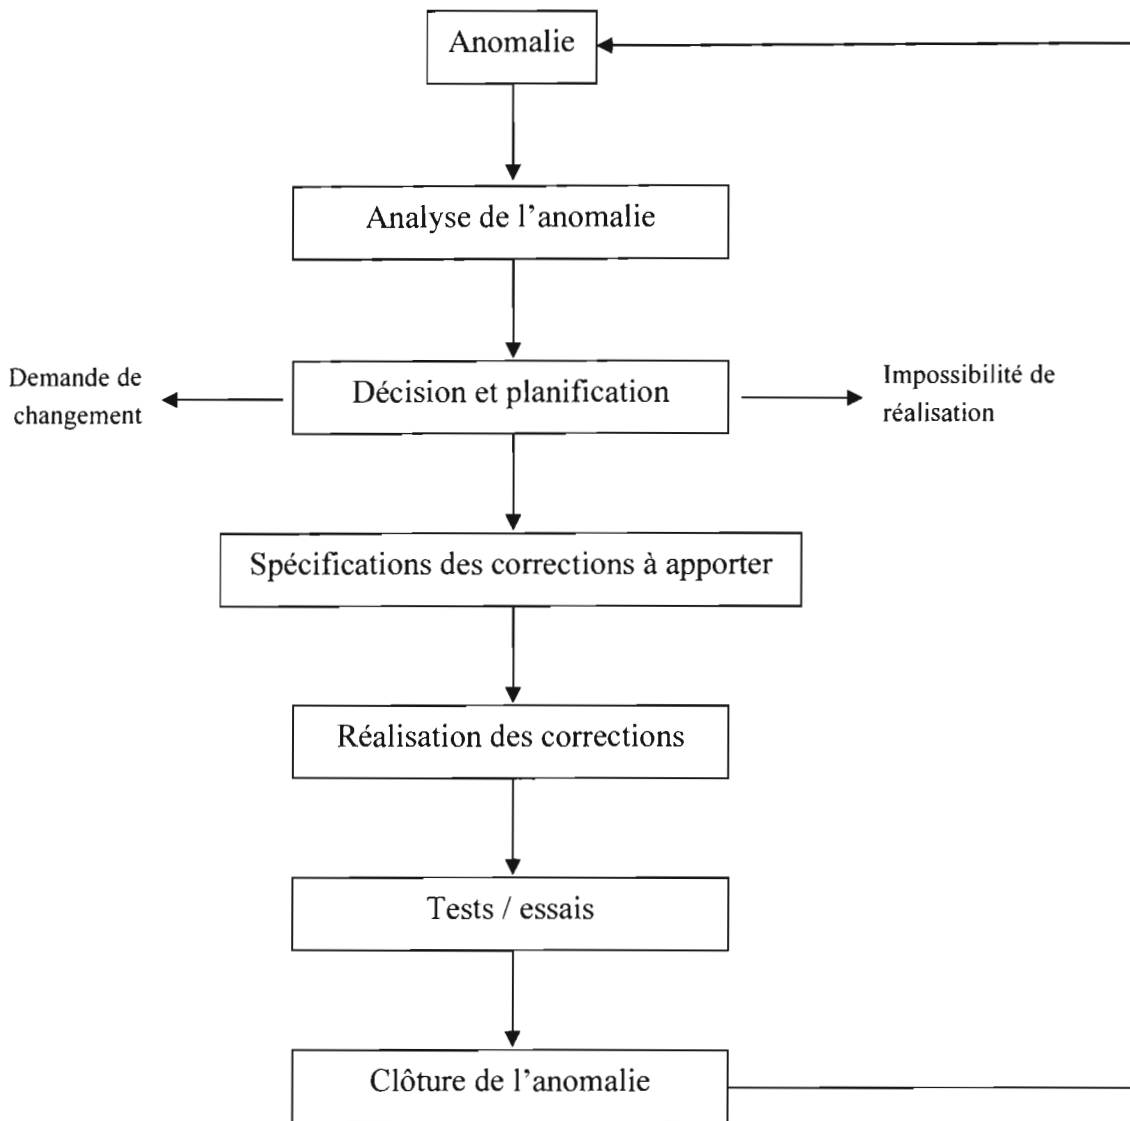 Anomalie
Analyse de l'anomalie
Demande de
changement
Décision et planification
Impossibilité de
réalisation
Spécifications des corrections à apporter
Réalisation des corrections
Tests / essais
Clôture de l'anomalie